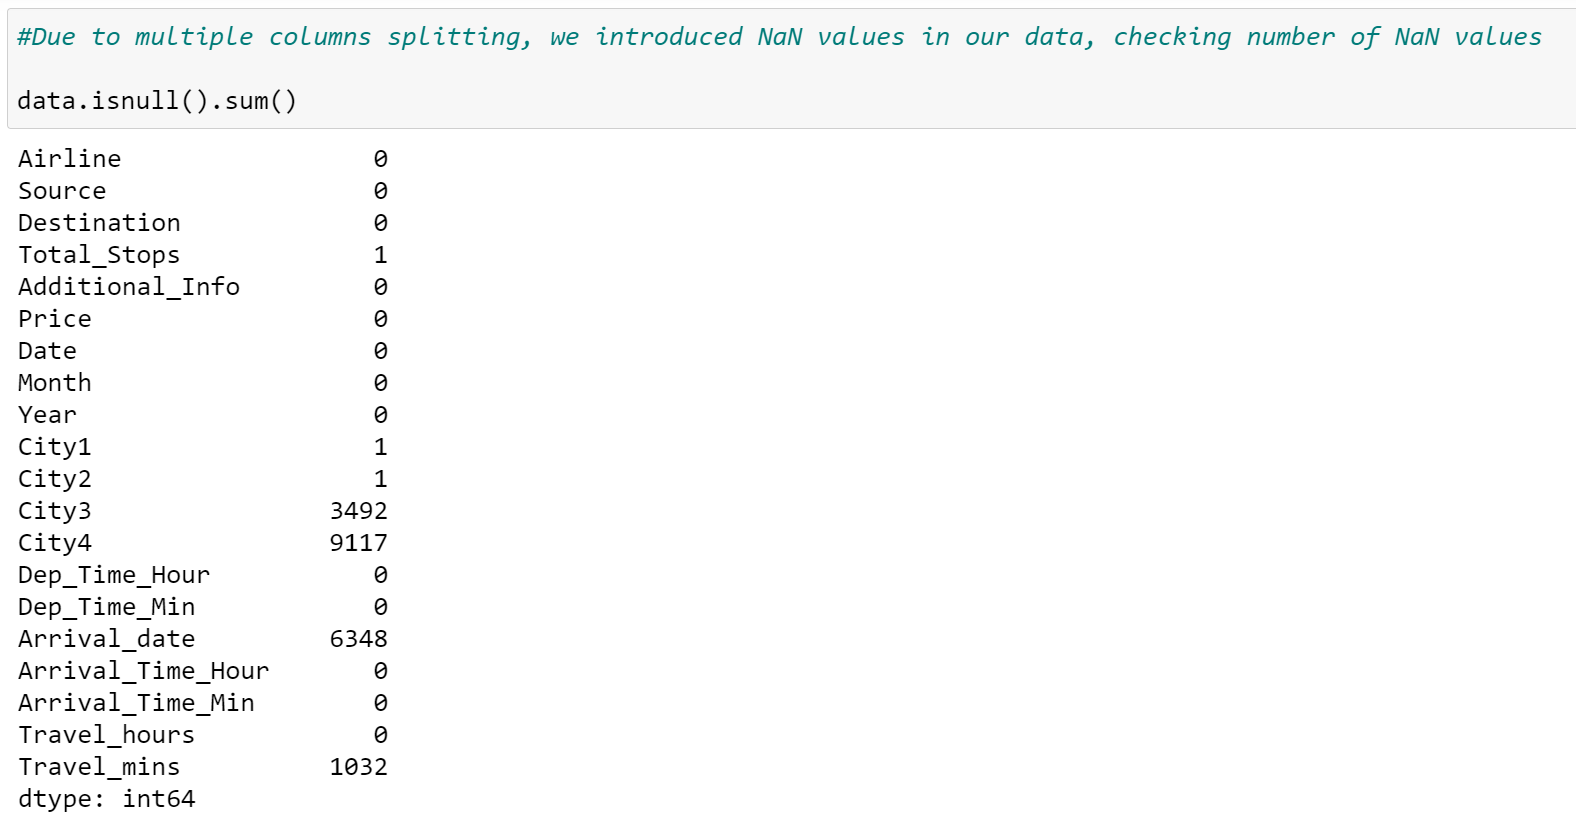 #Due to multiple columns splitting, we introduced NaN values in our data, checking number of NaN values
data.isnull().sum()
Airline 0
Source 0
Destination 0
Total_Stops 1
Additional_Info 0
Price 0
Date 0
Month 0
Year 0
City1 1
City2 1
City3 3492
City4 9117
Dep_Time_Hour 0
Dep_Time_Min 0
Arrival_date 6348
Arrival_Time_Hour 0
Arrival_Time_Min 0
Travel_hours 0
Travel_mins 1032
dtype: int64